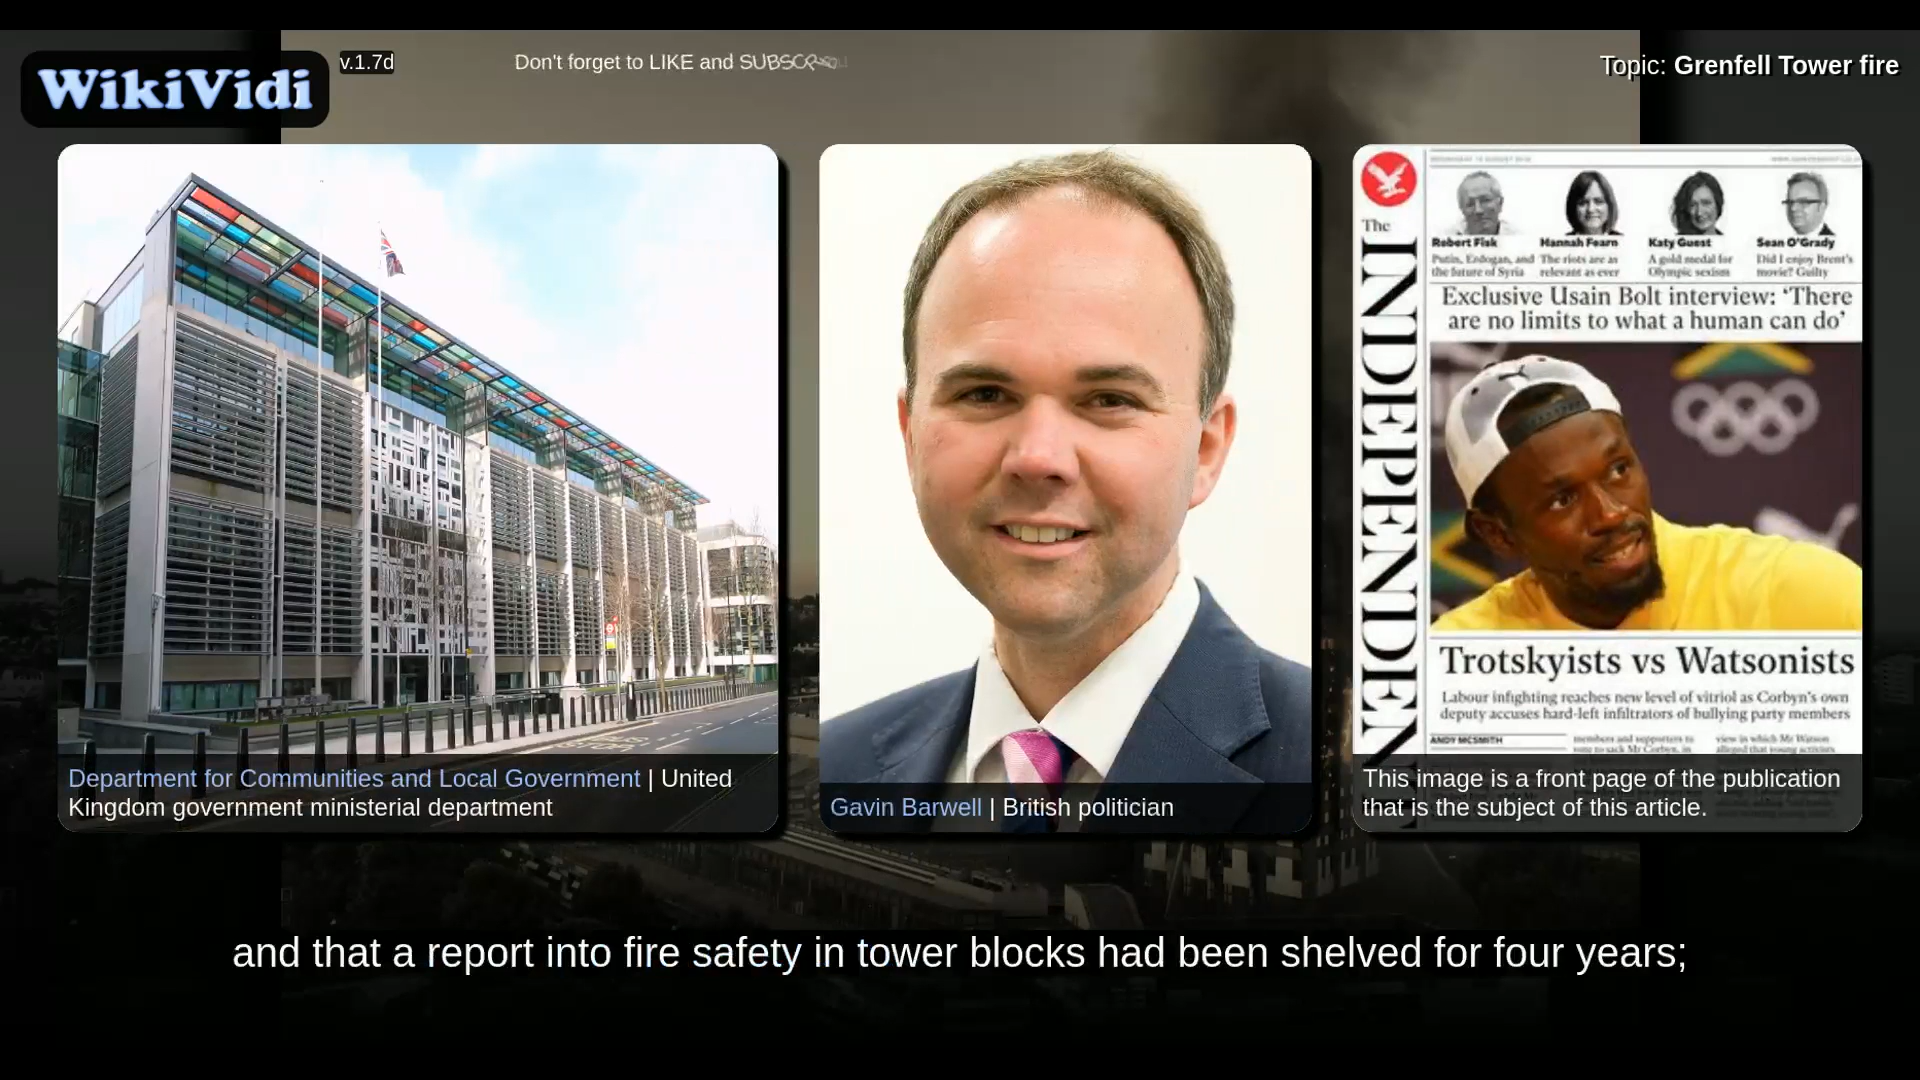 WikiVidi
v.1.7d
Don't forget to LIKE and SUBSCR
Topic: Grenfell Tower fire
Department for Communities and Local Government | United
Kingdom government ministerial department
Gavin Barwell | British politician
The
INDEPENDEN
Robert Fisk
Putin, Erdogan, and
the future of Syria
Hannah Fearn
The riots are as
relevant as ever
Katy Guest
A gold medal for
Olympic sexism
Sean O'Grady
Did I enjoy Brent's
movie? Guilty
Exclusive Usain Bolt interview: 'There
are no limits to what a human can do'
Trotskyists vs Watsonists
Labour infighting reaches new level of vitriol as Corbyn's own
deputy accuses hard-left infiltrators of bullying party members
ANDY MCSMITH
This image is a front page of the publication
that is the subject of this article.
and that a report into fire safety in tower blocks had been shelved for four years;